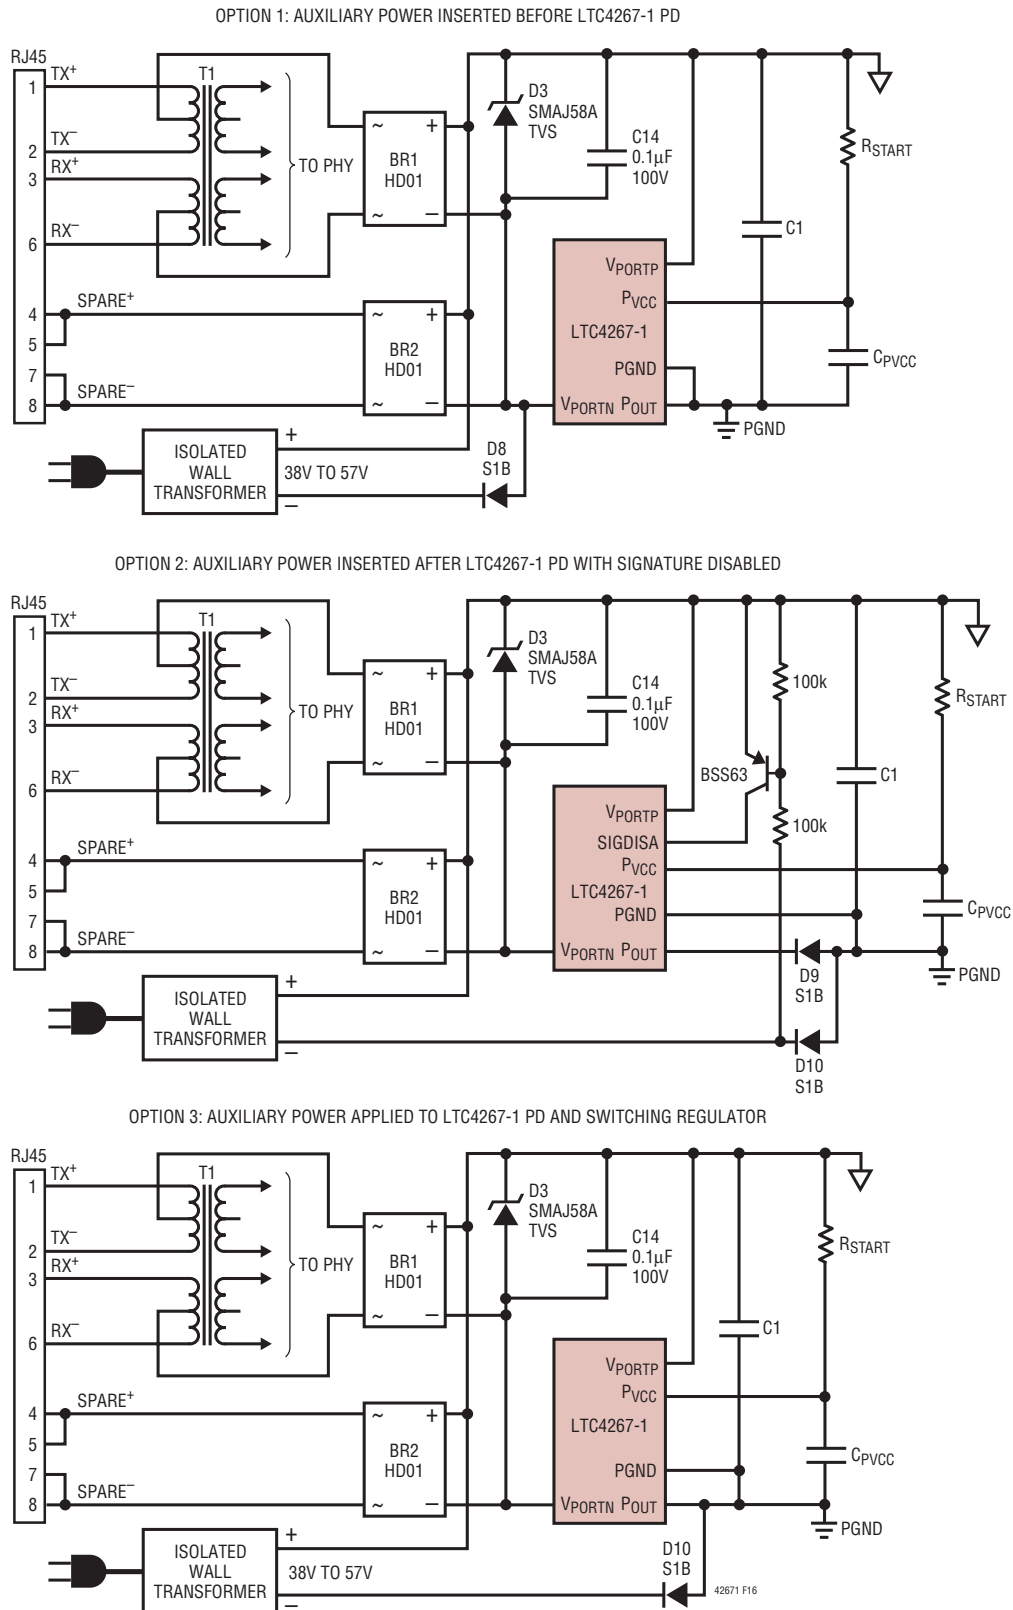 OPTION 1: AUXILIARY POWER INSERTED BEFORE LTC4267-1 PD
RJ45
1
TX+
T1
TX–
2
RX+
3
RX–
6
TO PHY
~
+
BR1
HD01
~
–
D3
SMAJ58A
TVS
C14
0.1µF
100V
RSTART
C1
4
SPARE+
5
7
SPARE–
8
~
+
BR2
HD01
~
–
VPORTP
PVCC
LTC4267-1
PGND
VPORTN POUT
CPVCC
PGND
ISOLATED
WALL
TRANSFORMER
+
38V TO 57V
–
D8
S1B
OPTION 2: AUXILIARY POWER INSERTED AFTER LTC4267-1 PD WITH SIGNATURE DISABLED
RJ45
1
TX+
T1
TX–
2
RX+
3
RX–
6
TO PHY
~
+
BR1
HD01
~
–
D3
SMAJ58A
TVS
C14
0.1µF
100V
100k
RSTART
BSS63
C1
100k
4
SPARE+
5
7
SPARE–
8
~
+
BR2
HD01
~
–
VPORTP
SIGDISA
PVCC
LTC4267-1
PGND
VPORTN POUT
CPVCC
D9
S1B
PGND
ISOLATED
WALL
TRANSFORMER
+
–
D10
S1B
OPTION 3: AUXILIARY POWER APPLIED TO LTC4267-1 PD AND SWITCHING REGULATOR
RJ45
1
TX+
T1
TX–
2
RX+
3
RX–
6
TO PHY
~
+
BR1
HD01
~
–
D3
SMAJ58A
TVS
C14
0.1µF
100V
RSTART
C1
4
SPARE+
5
7
SPARE–
8
~
+
BR2
HD01
~
–
VPORTP
PVCC
LTC4267-1
PGND
VPORTN POUT
CPVCC
PGND
ISOLATED
WALL
TRANSFORMER
+
38V TO 57V
–
D10
S1B
42671 F16